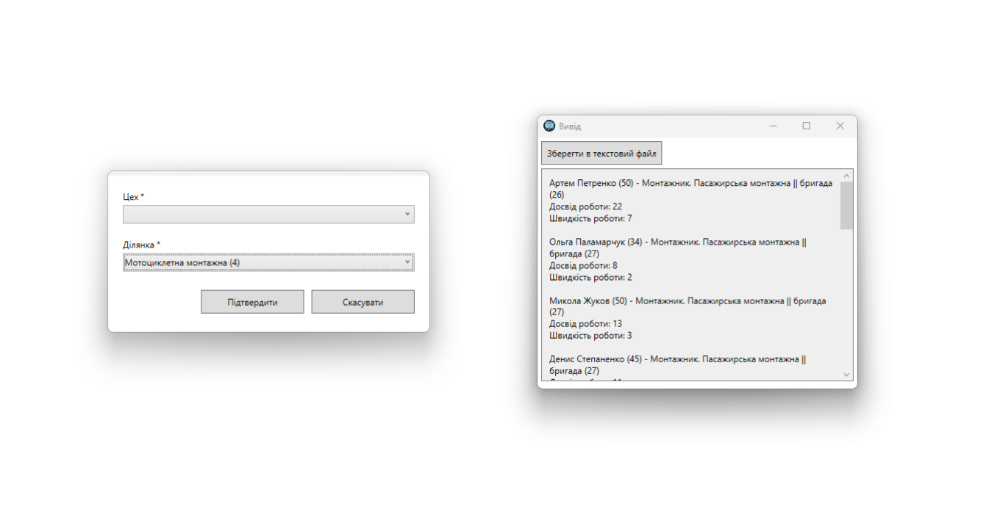 Цех *
Ділянка *
Мотоциклетна монтажна (4)
Підтвердити
Скасувати
Вивід
Зберегти в текстовий файл
Артем Петренко (50) - Монтажник. Пасажирська монтажна || бригада
(26)
Досвід роботи: 22
Швидкість роботи: 7
Ольга Паламарчук (34) - Монтажник. Пасажирська монтажна ||
бригада (27)
Досвід роботи: 8
Швидкість роботи: 2
Микола Жуков (50) - Монтажник. Пасажирська монтажна || бригада
(27)
Досвід роботи: 13
Швидкість роботи: 3
Денис Степаненко (45) - Монтажник. Пасажирська монтажна ||
бригада (27)